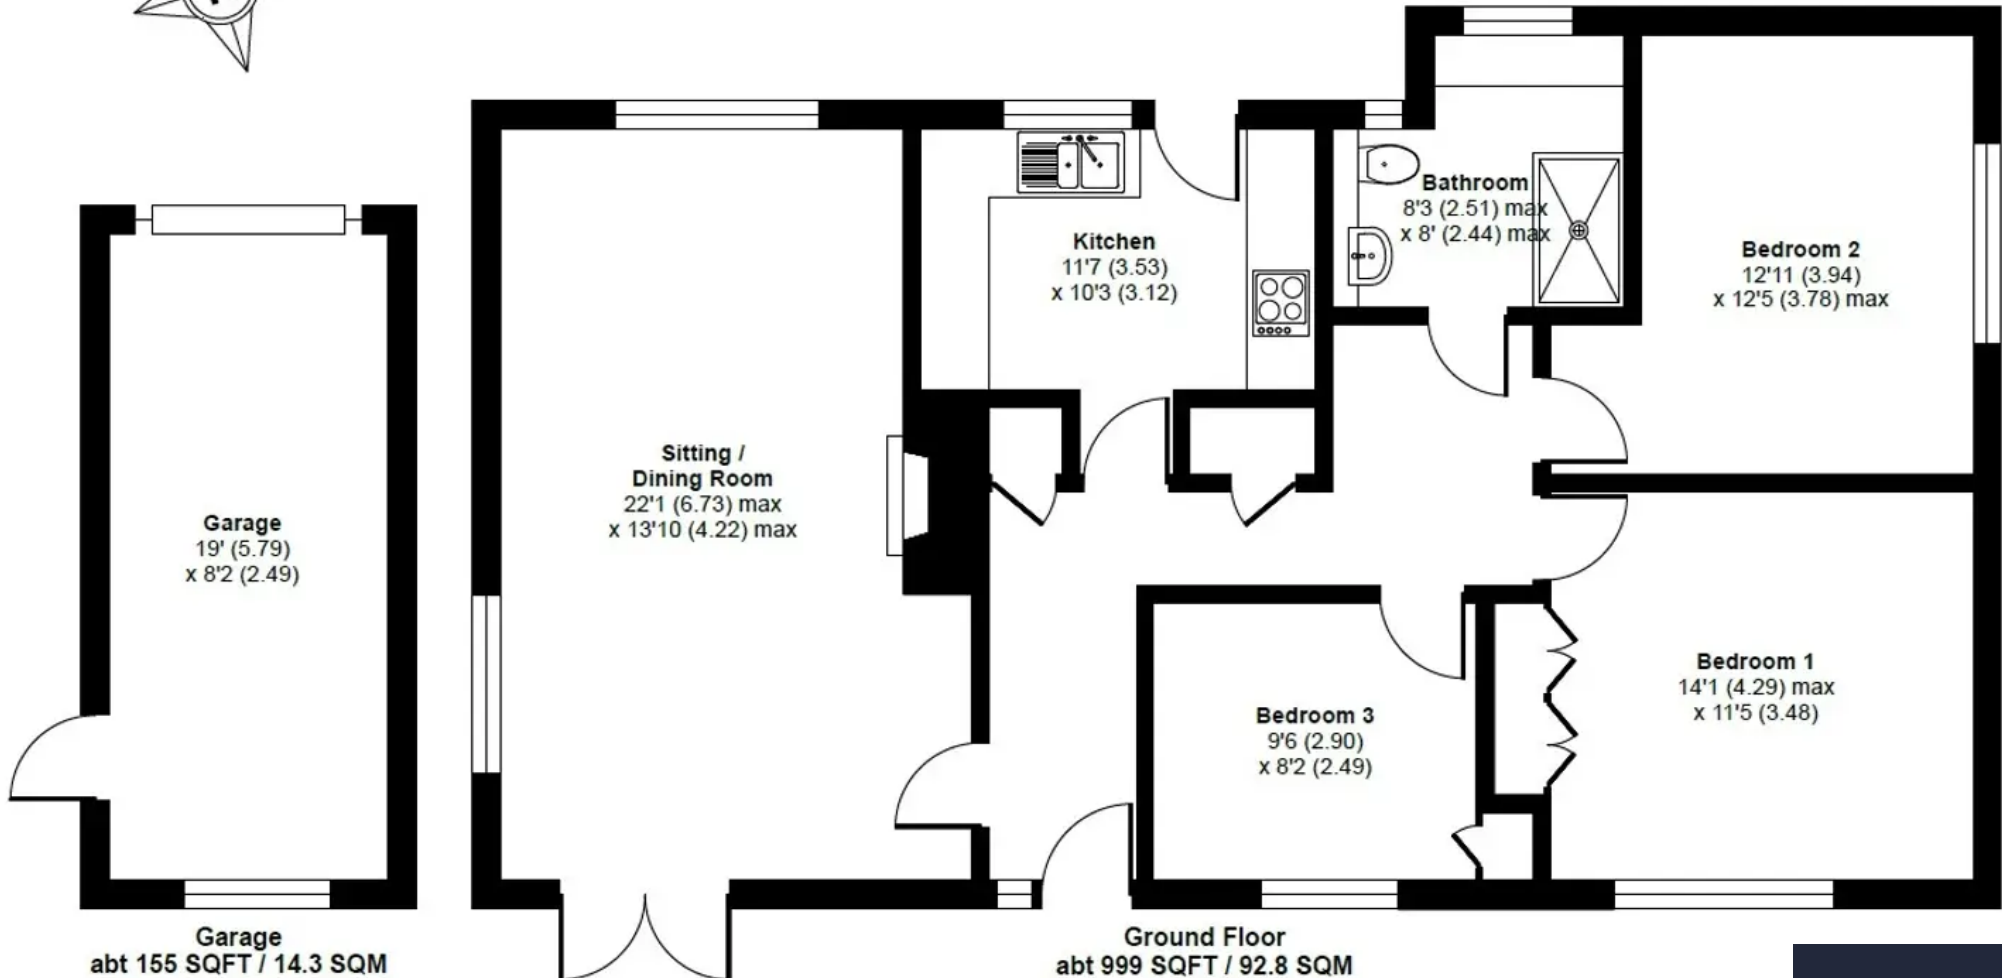 Bathroom
8'3 (2.51) max
x 8' (2.44) max
Kitchen
11'7 (3.53)
x 10'3 (3.12)
Bedroom 2
12'11 (3.94)
x 12'5 (3.78) max
Sitting /
Dining Room
22'1 (6.73) max
x 13'10 (4.22) max
Garage
19' (5.79)
x 8'2 (2.49)
Bedroom 1
14'1 (4.29) max
x 11'5 (3.48)
Bedroom 3
9'6 (2.90)
x 8'2 (2.49)
Garage
abt 155 SQFT / 14.3 SQM
Ground Floor
abt 999 SQFT / 92.8 SQM